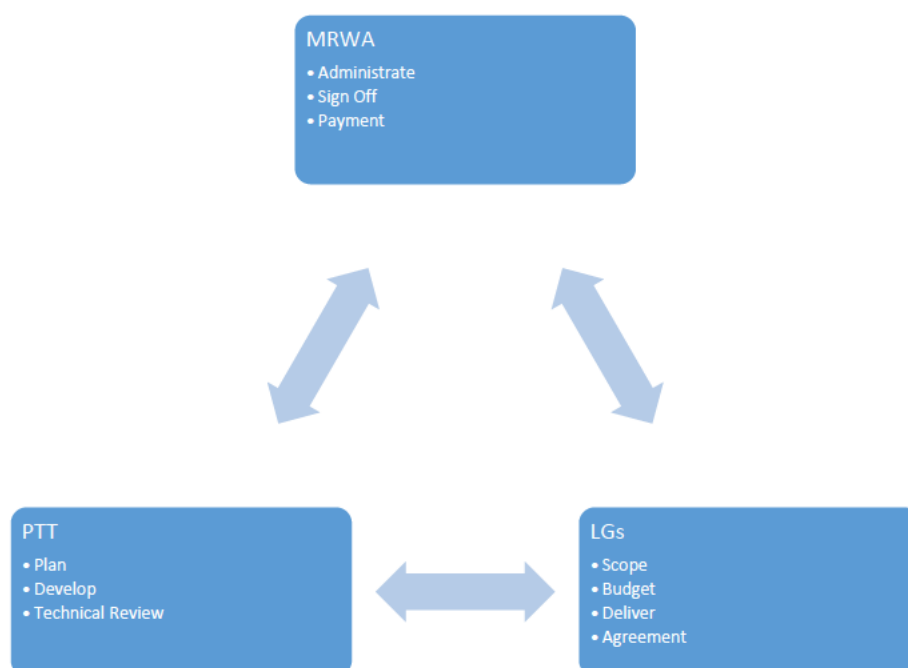 MRWA
• Administrate
• Sign Off
• Payment
PTT
• Plan
• Develop
• Technical Review
LGs
• Scope
• Budget
• Deliver
• Agreement